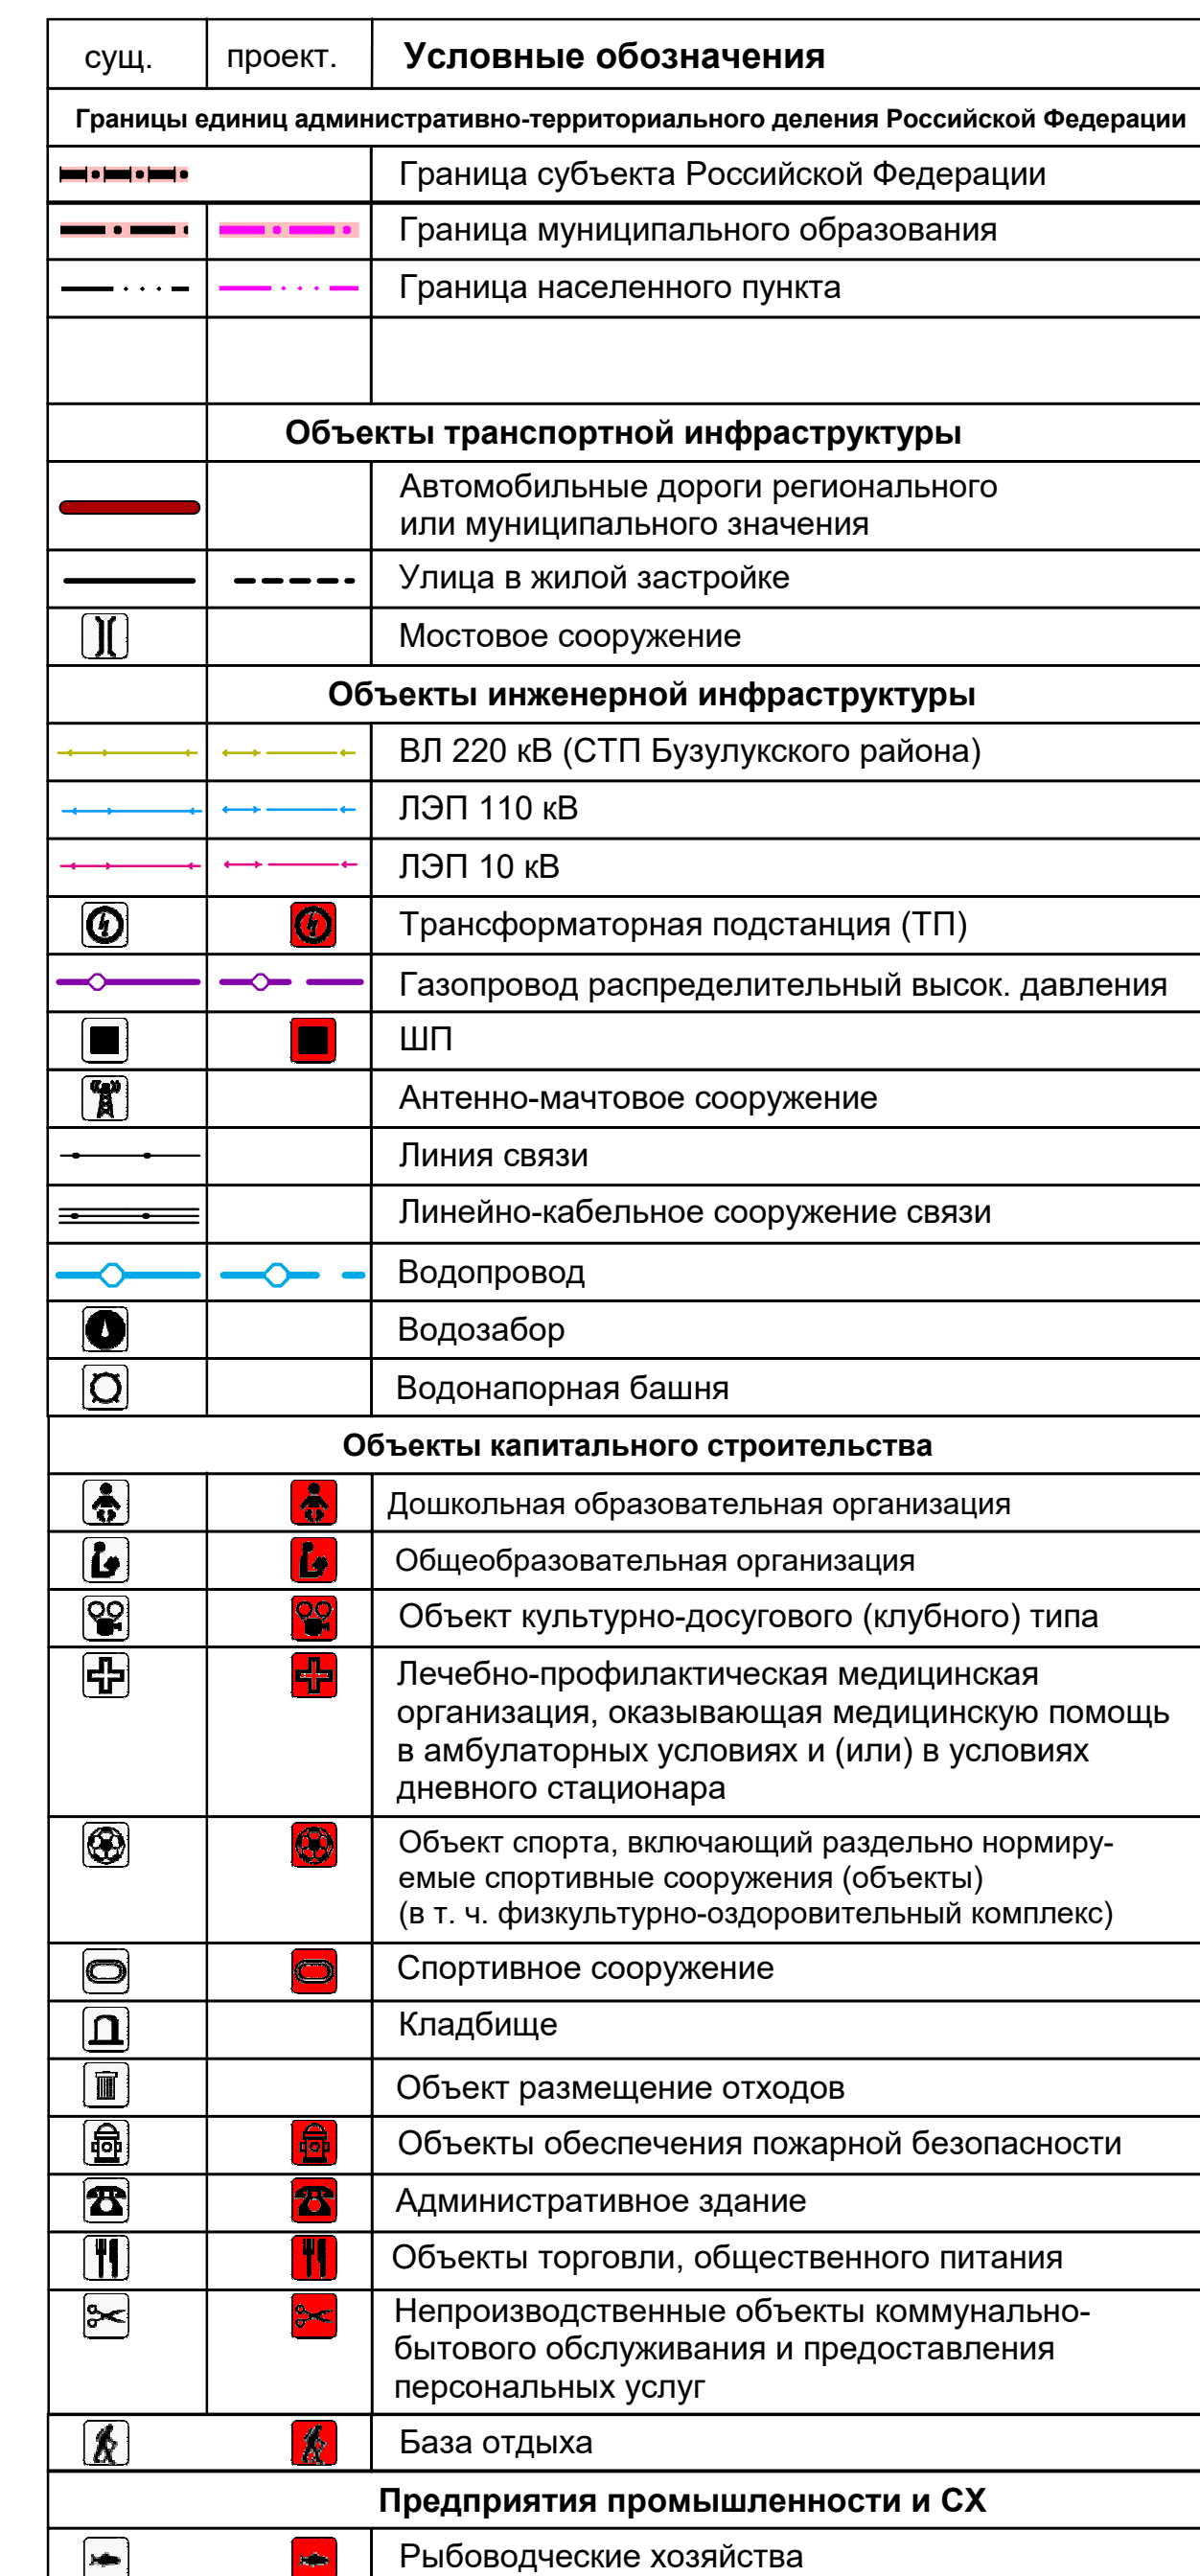 сущ. проект. Условные обозначения
Границы единиц административно-территориального деления Российской Федерации
Граница субъекта Российской Федерации
Граница муниципального образования
Граница населенного пункта
Объекты транспортной инфраструктуры
Автомобильные дороги регионального
или муниципального значения
Улица в жилой застройке
Мостовое сооружение
Объекты инженерной инфраструктуры
ВЛ 220 кВ (СТП Бузулукского района)
ЛЭП 110 кВ
ЛЭП 10 кВ
Трансформаторная подстанция (ТП)
Газопровод распределительный высок. давления
ШП
Антенно-мачтовое сооружение
Линия связи
Линейно-кабельное сооружение связи
Водопровод
Водозабор
Водонапорная башня
Объекты капитального строительства
Дошкольная образовательная организация
Общеобразовательная организация
Объект культурно-досугового (клубного) типа
Лечебно-профилактическая медицинская
организация, оказывающая медицинскую помощь
в амбулаторных условиях и (или) в условиях
дневного стационара
Объект спорта, включающий раздельно нормиру-
емые спортивные сооружения (объекты)
(в т. ч. физкультурно-оздоровительный комплекс)
Спортивное сооружение
Кладбище
Объект размещение отходов
Объекты обеспечения пожарной безопасности
Административное здание
Объекты торговли, общественного питания
Непроизводственные объекты коммунально-
бытового обслуживания и предоставления
персональных услуг
База отдыха
Предприятия промышленности и СХ
Рыбоводческие хозяйства